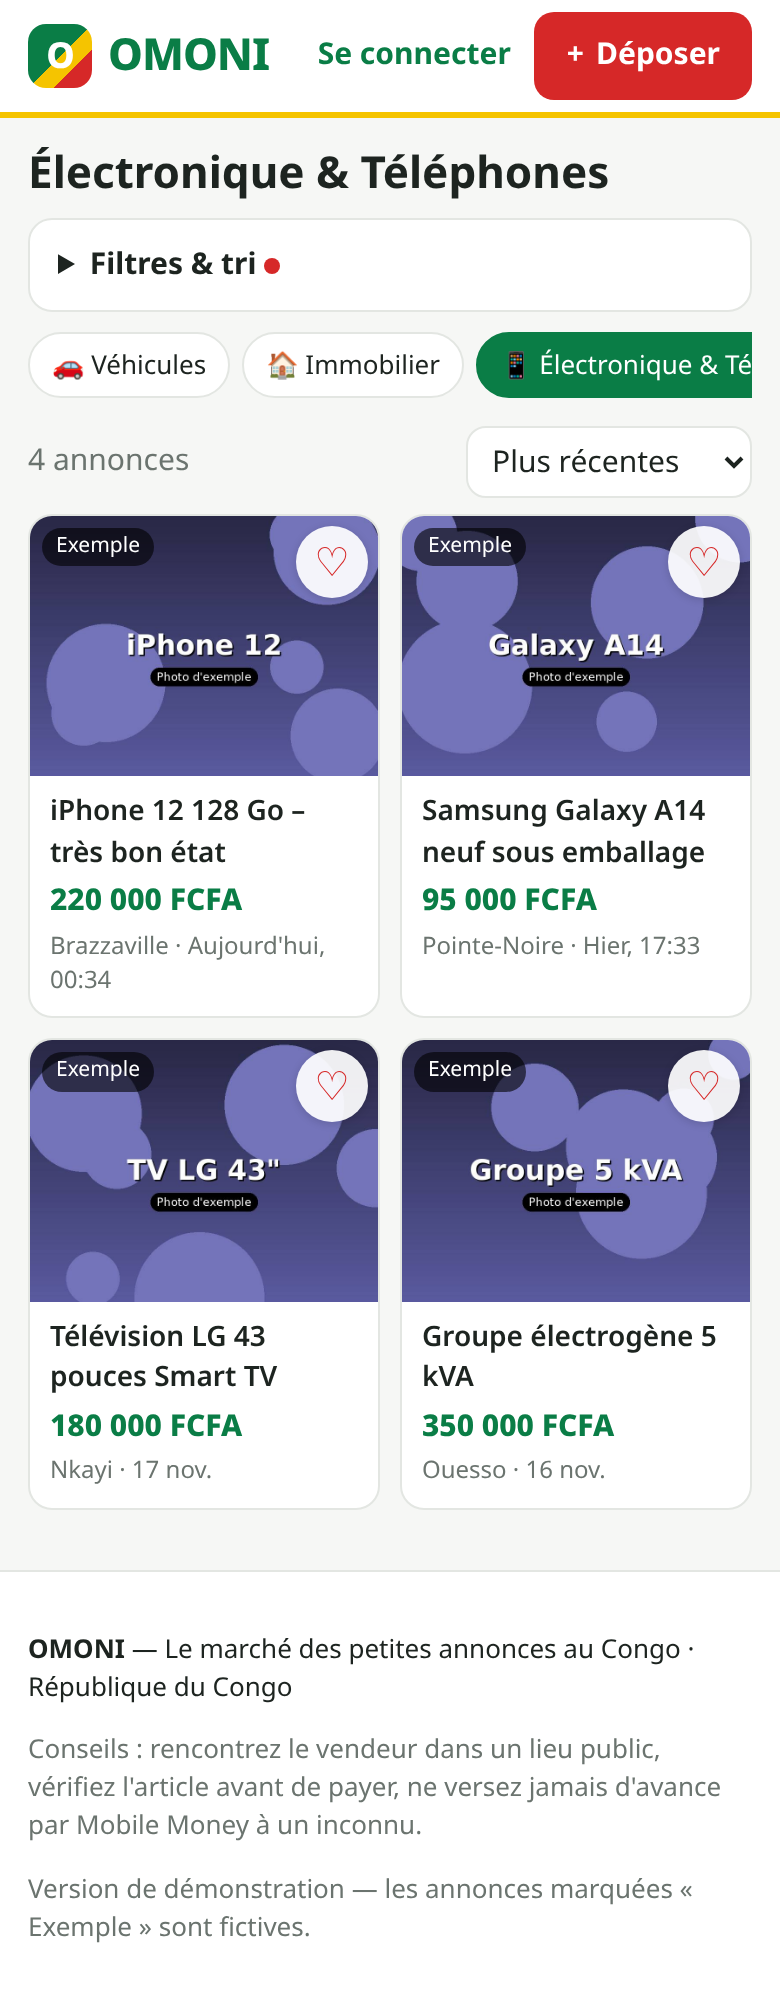 O OMONI Se connecter + Déposer
Électronique & Téléphones
Filtres & tri
Véhicules Immobilier Électronique & Té
4 annonces Plus récentes
Exemple
iPhone 12
Photo d'exemple
iPhone 12 128 Go –
très bon état
220 000 FCFA
Brazzaville · Aujourd'hui,
00:34
Exemple
Galaxy A14
Photo d'exemple
Samsung Galaxy A14
neuf sous emballage
95 000 FCFA
Pointe-Noire · Hier, 17:33
Exemple
TV LG 43"
Photo d'exemple
Télévision LG 43
pouces Smart TV
180 000 FCFA
Nkayi · 17 nov.
Exemple
Groupe 5 kVA
Photo d'exemple
Groupe électrogène 5
kVA
350 000 FCFA
Ouesso · 16 nov.
OMONI — Le marché des petites annonces au Congo ·
République du Congo
Conseils : rencontrez le vendeur dans un lieu public,
vérifiez l'article avant de payer, ne versez jamais d'avance
par Mobile Money à un inconnu.
Version de démonstration — les annonces marquées «
Exemple » sont fictives.